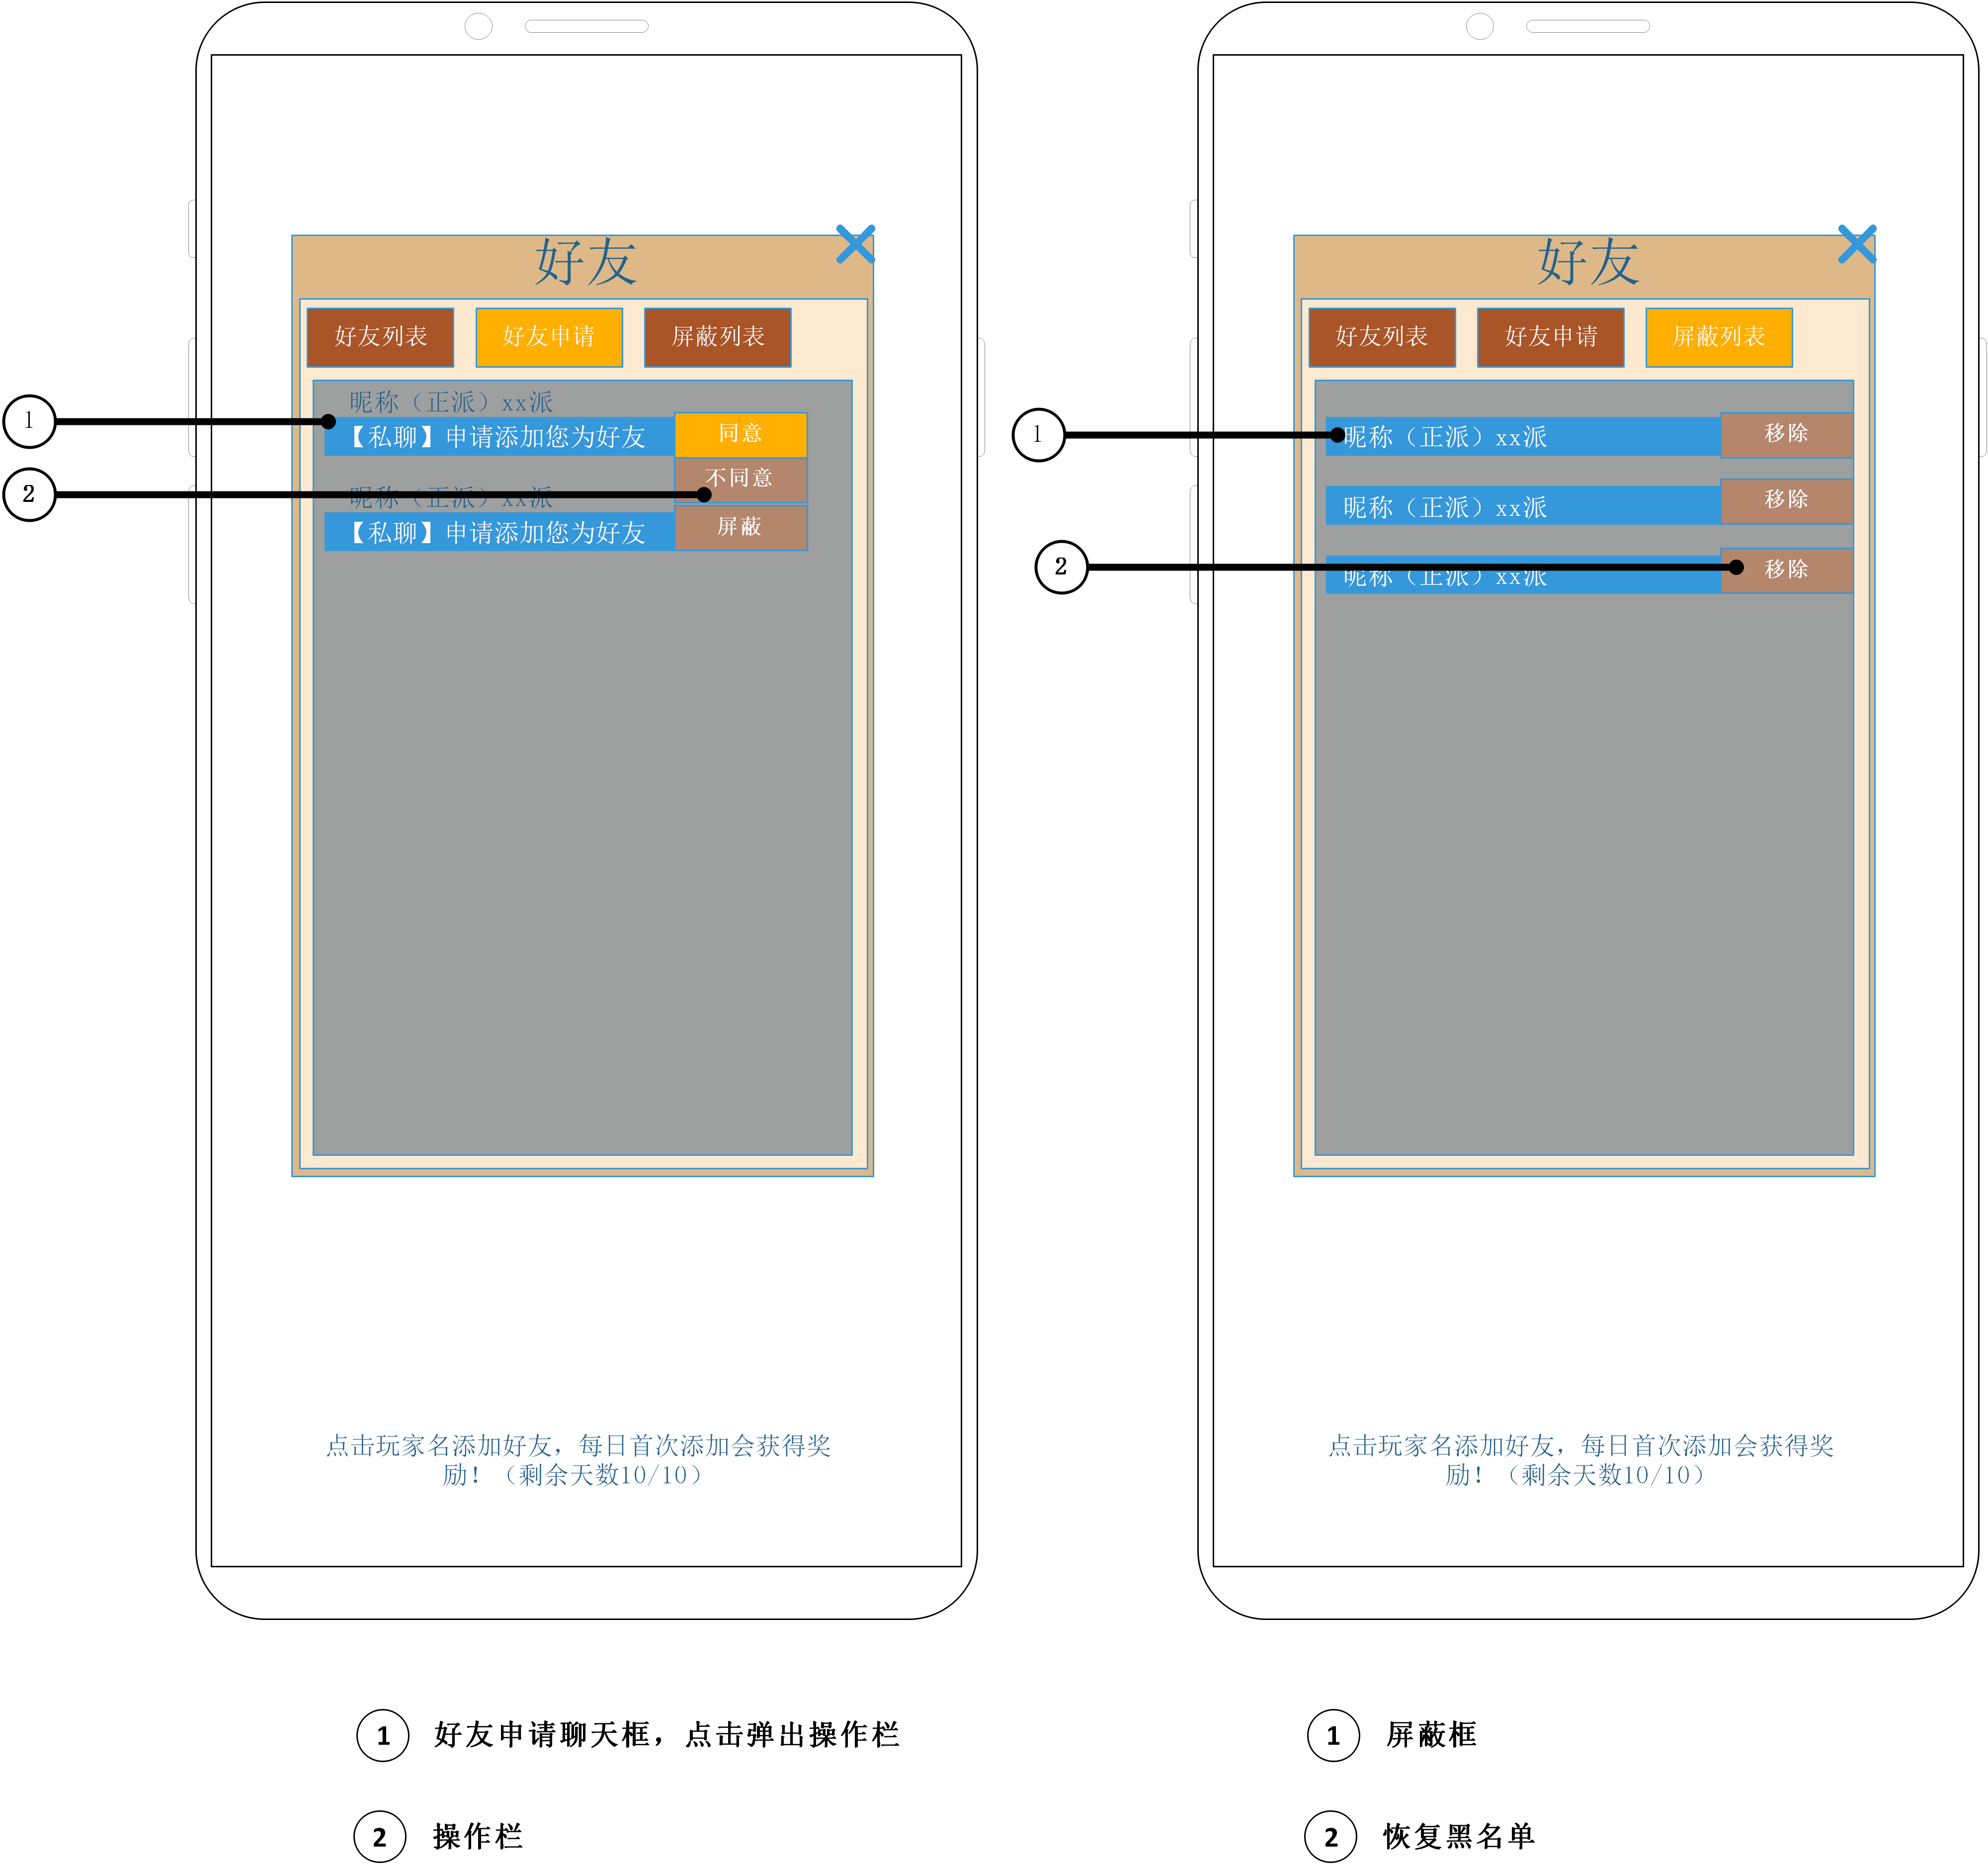 好友
好友列表
好友申请
屏蔽列表
1
昵称（正派）xx派
【私聊】申请添加您为好友
同意
不同意
2
昵称（正派）xx派
【私聊】申请添加您为好友
屏蔽
点击玩家名添加好友，每日首次添加会获得奖
励！（剩余天数10/10）
1 好友申请聊天框，点击弹出操作栏
2 操作栏
好友
好友列表
好友申请
屏蔽列表
1
昵称（正派）xx派
移除
昵称（正派）xx派
移除
2
昵称（正派）xx派
移除
点击玩家名添加好友，每日首次添加会获得奖
励！（剩余天数10/10）
1 屏蔽框
2 恢复黑名单